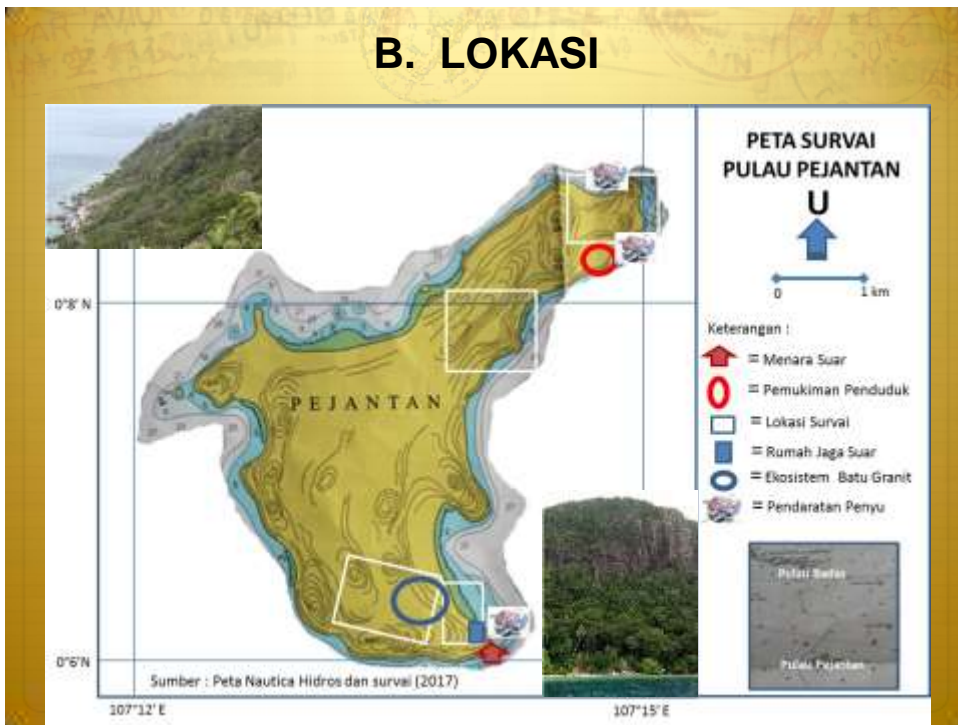 B. LOKASI
PETA SURVAI
PULAU PEJANTAN
U
0 1 km
Keterangan :
= Menara Suar
= Pemukiman Penduduk
= Lokasi Survai
= Rumah Jaga Suar
= Ekosistem Batu Granit
= Pendaratan Penyu
0°8' N
PEJANTAN
Pulau Badas
Pulau Pejantan
0°6'N
Sumber : Peta Nautica Hidros dan survai (2017)
107°12' E
107°15' E